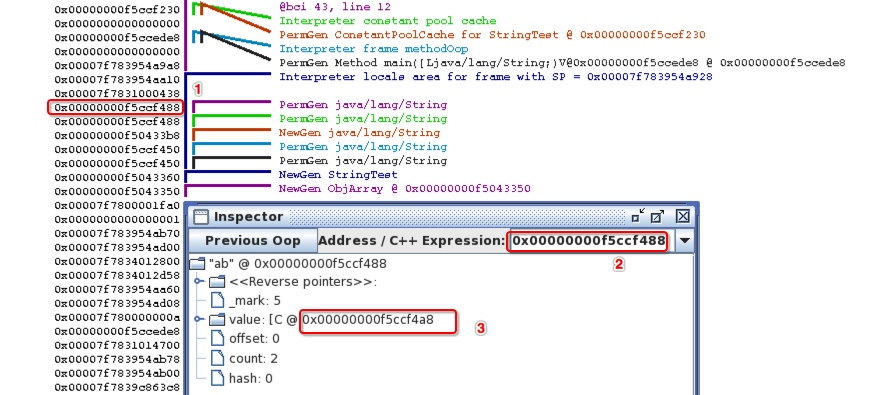 0x00000000f5ccf230 @bci 43, line 12
0x0000000000000000 Interpreter constant pool cache
0x00000000f5ccede8 PermGen ConstantPoolCache for StringTest @ 0x00000000f5ccf230
0x0000000000000000 Interpreter frame methodOop
0x00000000f5ccede8 PermGen Method main([Ljava/lang/String;)V@0x00000000f5ccede8 @ 0x00000000f5ccede8
0x00007f783954a9a8
0x00007f783954aa10 Interpreter locals area for frame with SP = 0x00007f783954a928
0x00007f7831000438 1
0x00000000f5ccf488 PermGen java/lang/String
0x00000000f5ccf488 PermGen java/lang/String
0x00000000f50433b8 NewGen java/lang/String
0x00000000f5ccf450 PermGen java/lang/String
0x00000000f5ccf450 PermGen java/lang/String
0x00000000f5043360 NewGen StringTest
0x00000000f5043350 NewGen ObjArray @ 0x00000000f5043350
0x00007f7800001fa0
0x0000000000000001
0x00007f783954ab70
0x00007f783954ad00
0x00007f7834012800
0x00007f7834012d58
0x00007f783954aa60
0x00007f783954ad08
0x00007f780000000a
0x00000000f5ccede8
0x00007f7831014700
0x00007f783954ab78
0x00007f783954ab00
0x00007f7839c863c8
Inspector
Previous Oop Address / C++ Expression: 0x00000000f5ccf488
2
"ab" @ 0x00000000f5ccf488
<<Reverse pointers>>:
_mark: 5
value: [C @ 0x00000000f5ccf4a8 3
offset: 0
count: 2
hash: 0